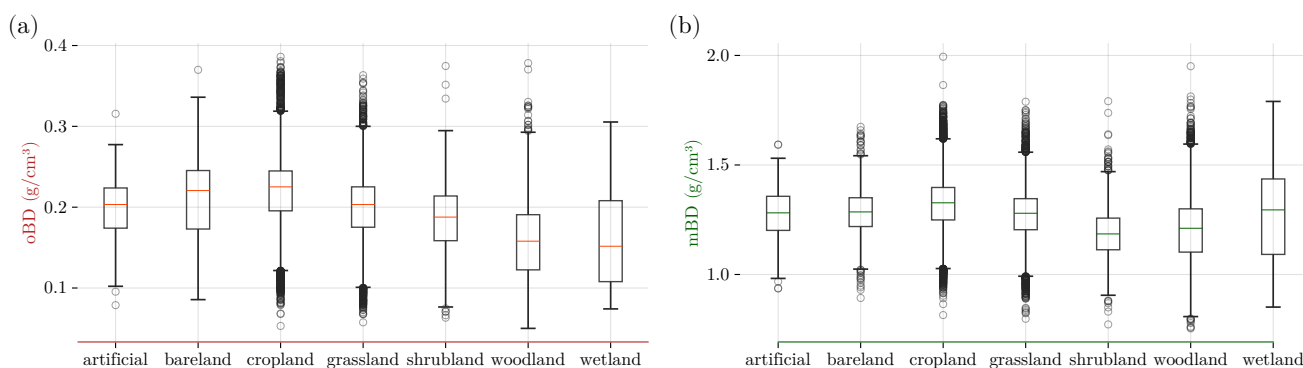 (a)
oBD (g/cm³)
0.4
0.3
0.2
0.1
artificial bareland cropland grassland shrubland woodland wetland
(b)
mBD (g/cm³)
2.0
1.5
1.0
artificial bareland cropland grassland shrubland woodland wetland